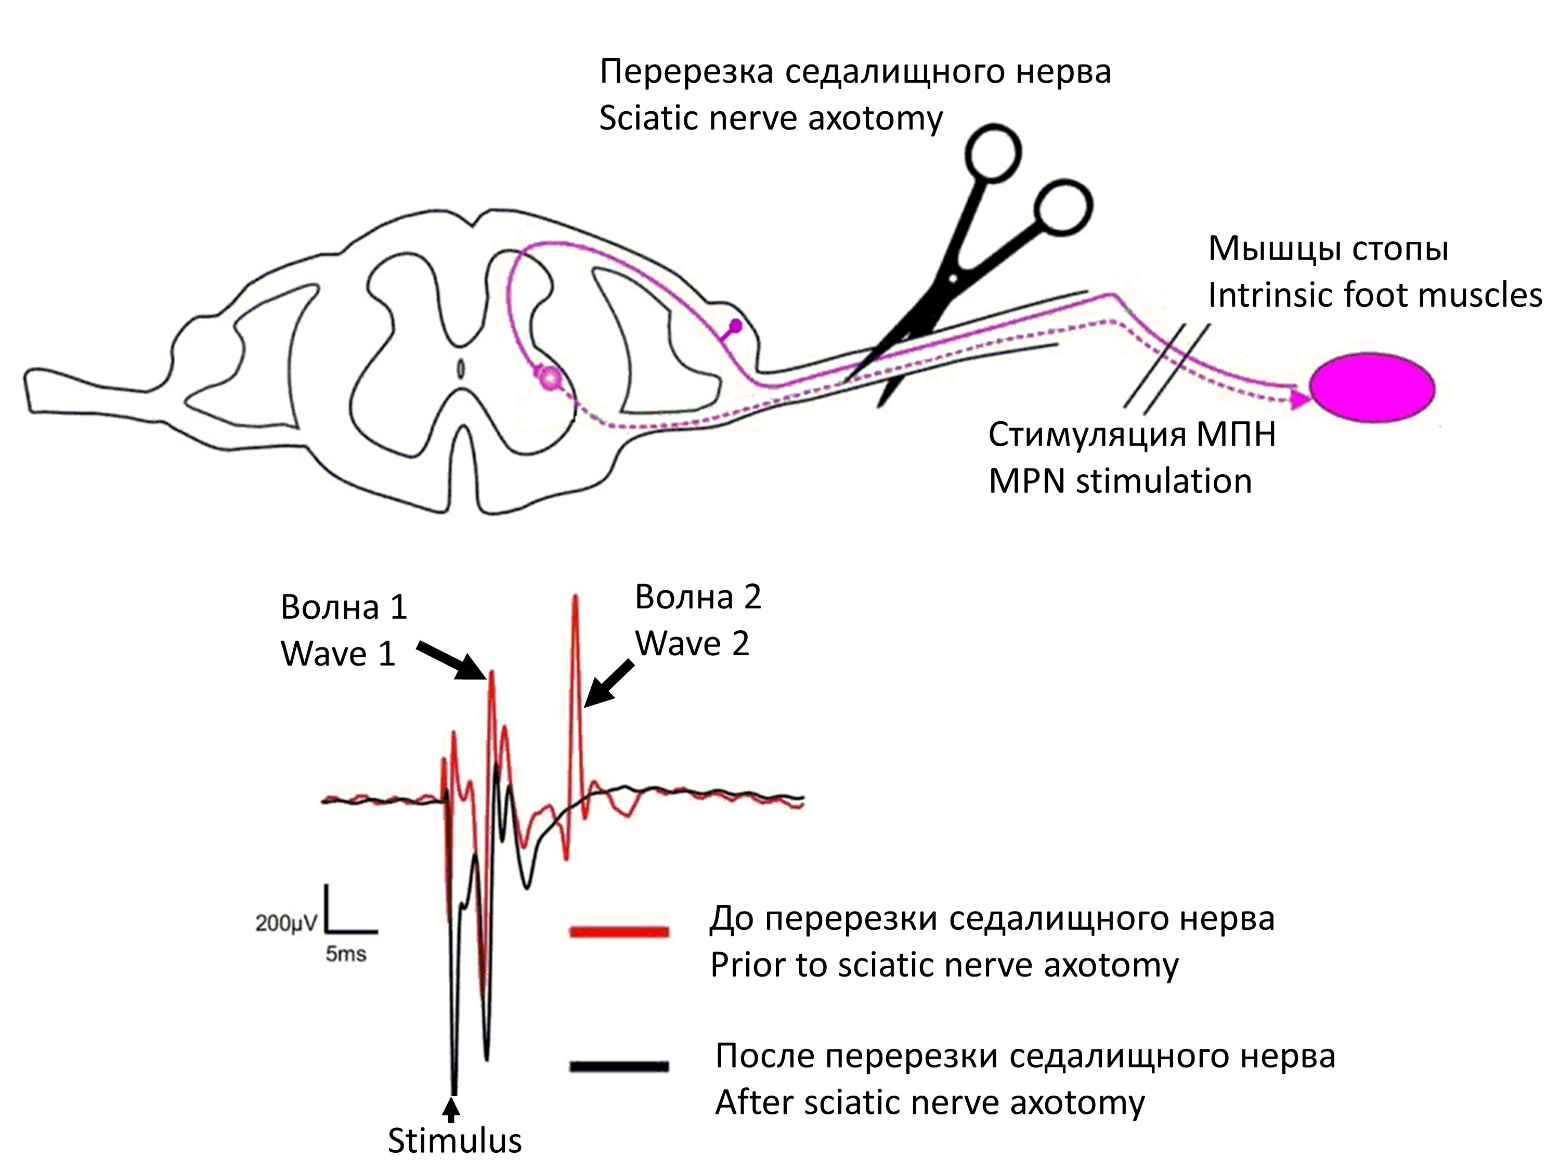 Перерезка седалищного нерва
Sciatic nerve axotomy
Мышцы стопы
Intrinsic foot muscles
Стимуляция МПН
MPN stimulation
Волна 1
Wave 1
Волна 2
Wave 2
200µV
5ms
До перерезки седалищного нерва
Prior to sciatic nerve axotomy
После перерезки седалищного нерва
After sciatic nerve axotomy
Stimulus